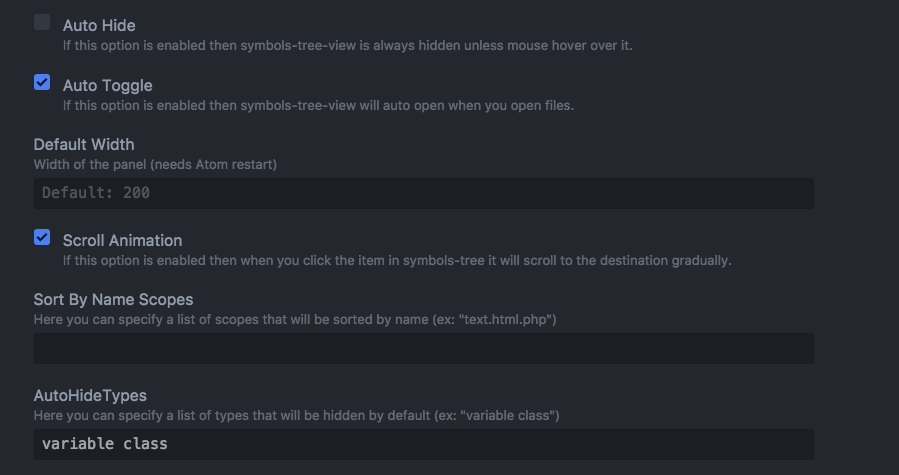 Auto Hide
If this option is enabled then symbols-tree-view is always hidden unless mouse hover over it.
Auto Toggle
If this option is enabled then symbols-tree-view will auto open when you open files.
Default Width
Width of the panel (needs Atom restart)
Default: 200
Scroll Animation
If this option is enabled then when you click the item in symbols-tree it will scroll to the destination gradually.
Sort By Name Scopes
Here you can specify a list of scopes that will be sorted by name (ex: "text.html.php")
AutoHideTypes
Here you can specify a list of types that will be hidden by default (ex: "variable class")
variable class